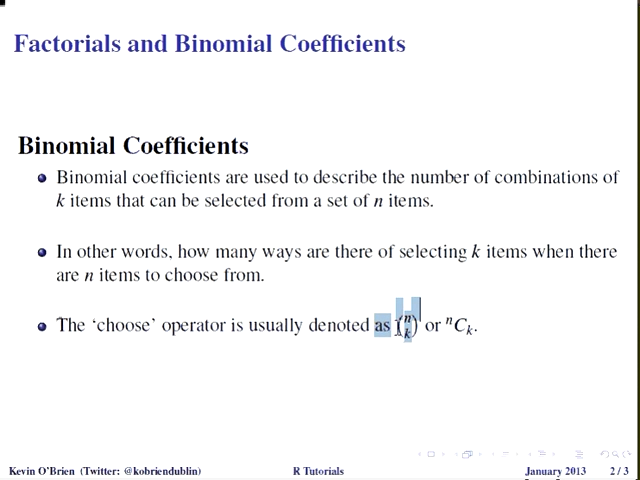 Factorials and Binomial Coefficients
Binomial Coefficients
Binomial coefficients are used to describe the number of combinations of
k items that can be selected from a set of n items.
In other words, how many ways are there of selecting k items when there
are n items to choose from.
The ‘choose’ operator is usually denoted as (n k) or ⁿCₖ.
Kevin O'Brien (Twitter: @kobriendublin) R Tutorials January 2013 2 / 3